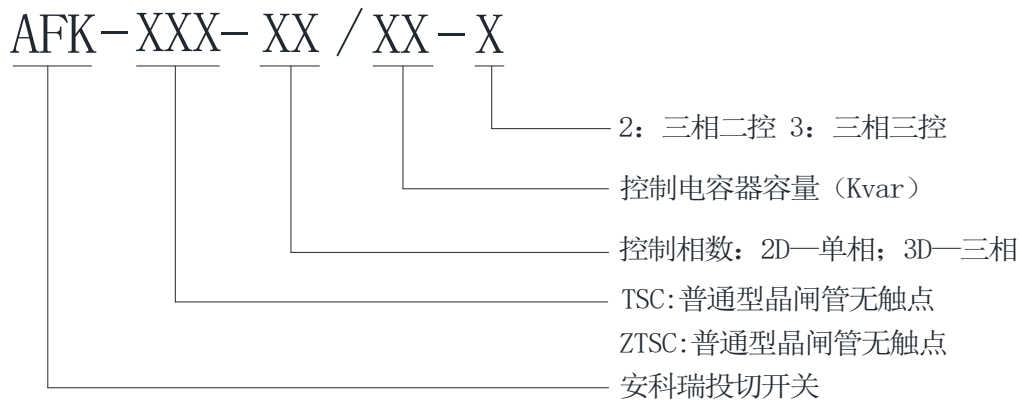 AFK-XXX-XX/XX-X
2：三相二控 3：三相三控
控制电容器容量（Kvar）
控制相数：2D—单相；3D—三相
TSC:普通型晶闸管无触点
ZTSC:普通型晶闸管无触点
安科瑞投切开关